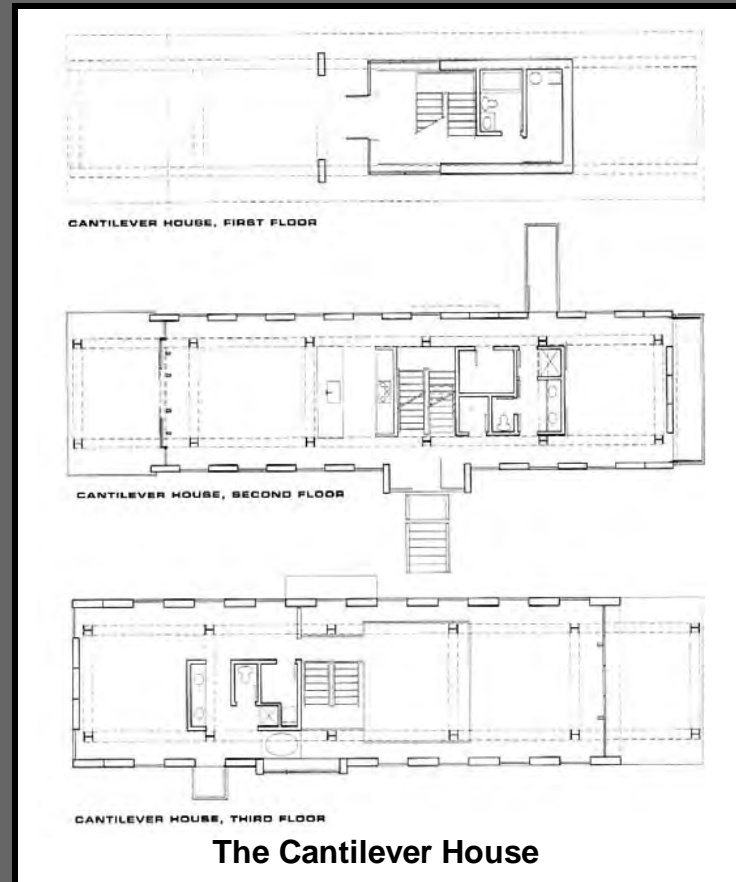 CANTILEVER HOUSE, FIRST FLOOR
CANTILEVER HOUSE, SECOND FLOOR
CANTILEVER HOUSE, THIRD FLOOR
The Cantilever House